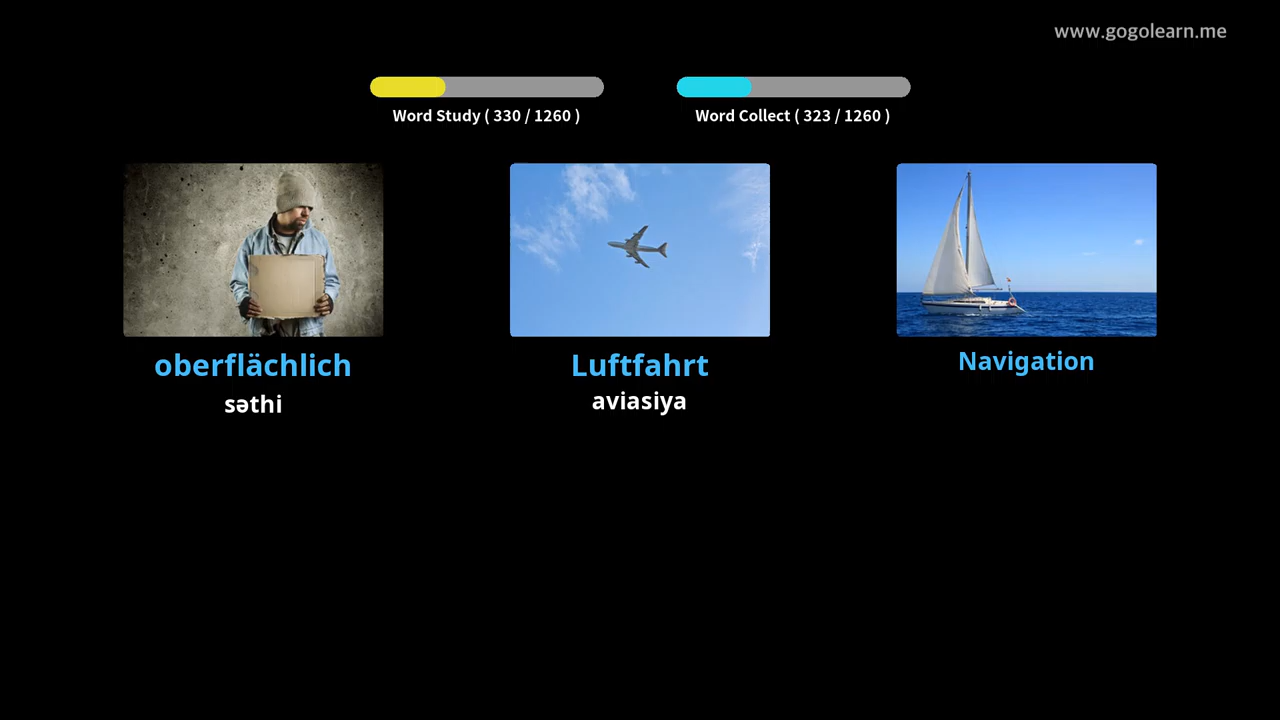 www.gogolearn.me
Word Study ( 330 / 1260 )
Word Collect ( 323 / 1260 )
oberflächlich
Luftfahrt
Navigation
səthi
aviasiya